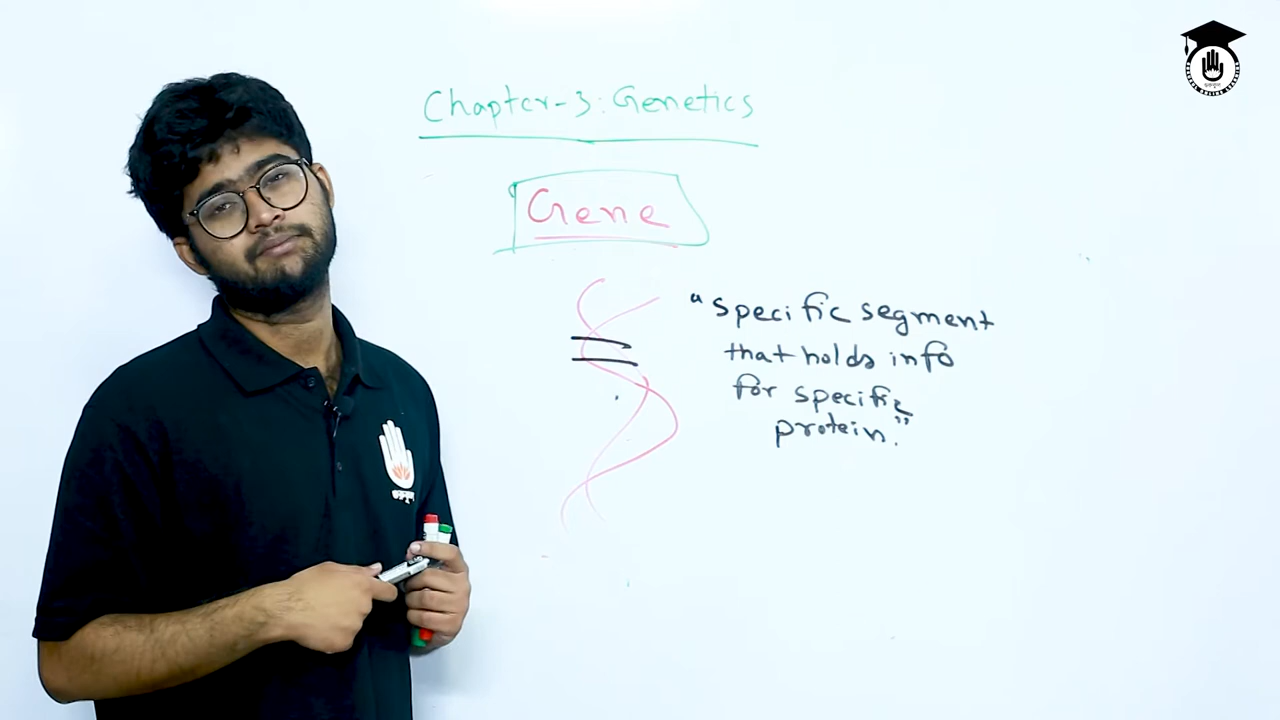 Chapter-3: Genetics
Gene
"specific segment
that holds info
for specific
protein."